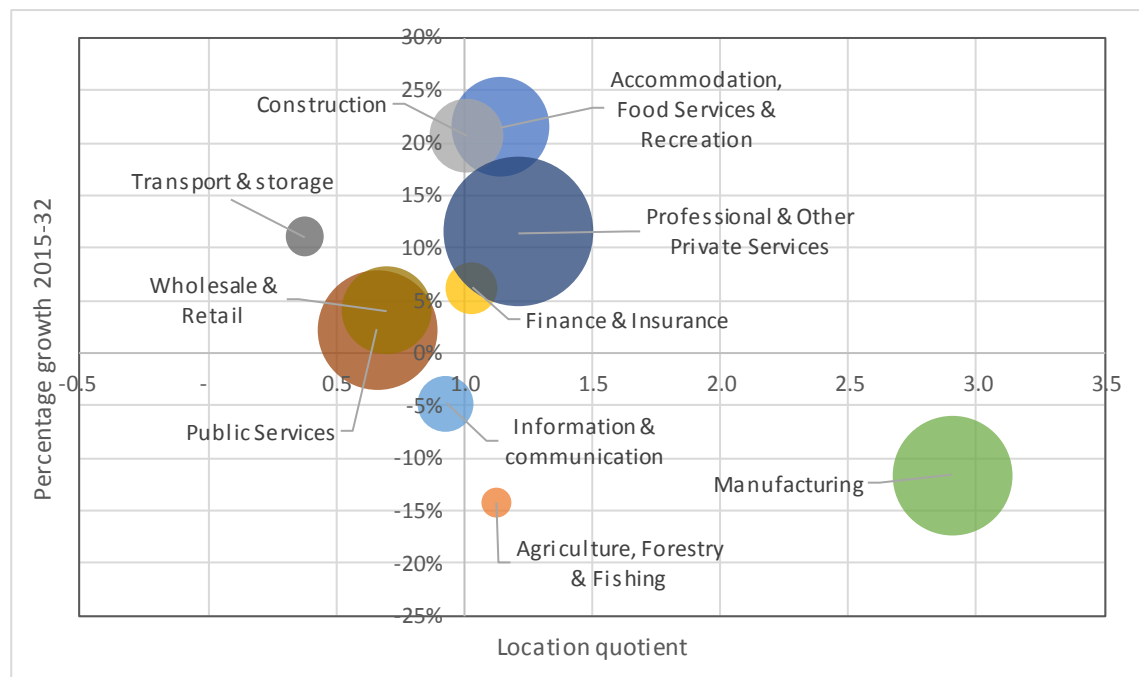 30%
25%
20%
15%
10%
5%
0%
-5%
-10%
-15%
-20%
-25%
-0.5
-
0.5
1.0
1.5
2.0
2.5
3.0
3.5
Percentage growth 2015-32
Location quotient
Construction
Accommodation,
Food Services &
Recreation
Transport & storage
Professional & Other
Private Services
Wholesale &
Retail
Finance & Insurance
Public Services
Information &
communication
Manufacturing
Agriculture, Forestry
& Fishing